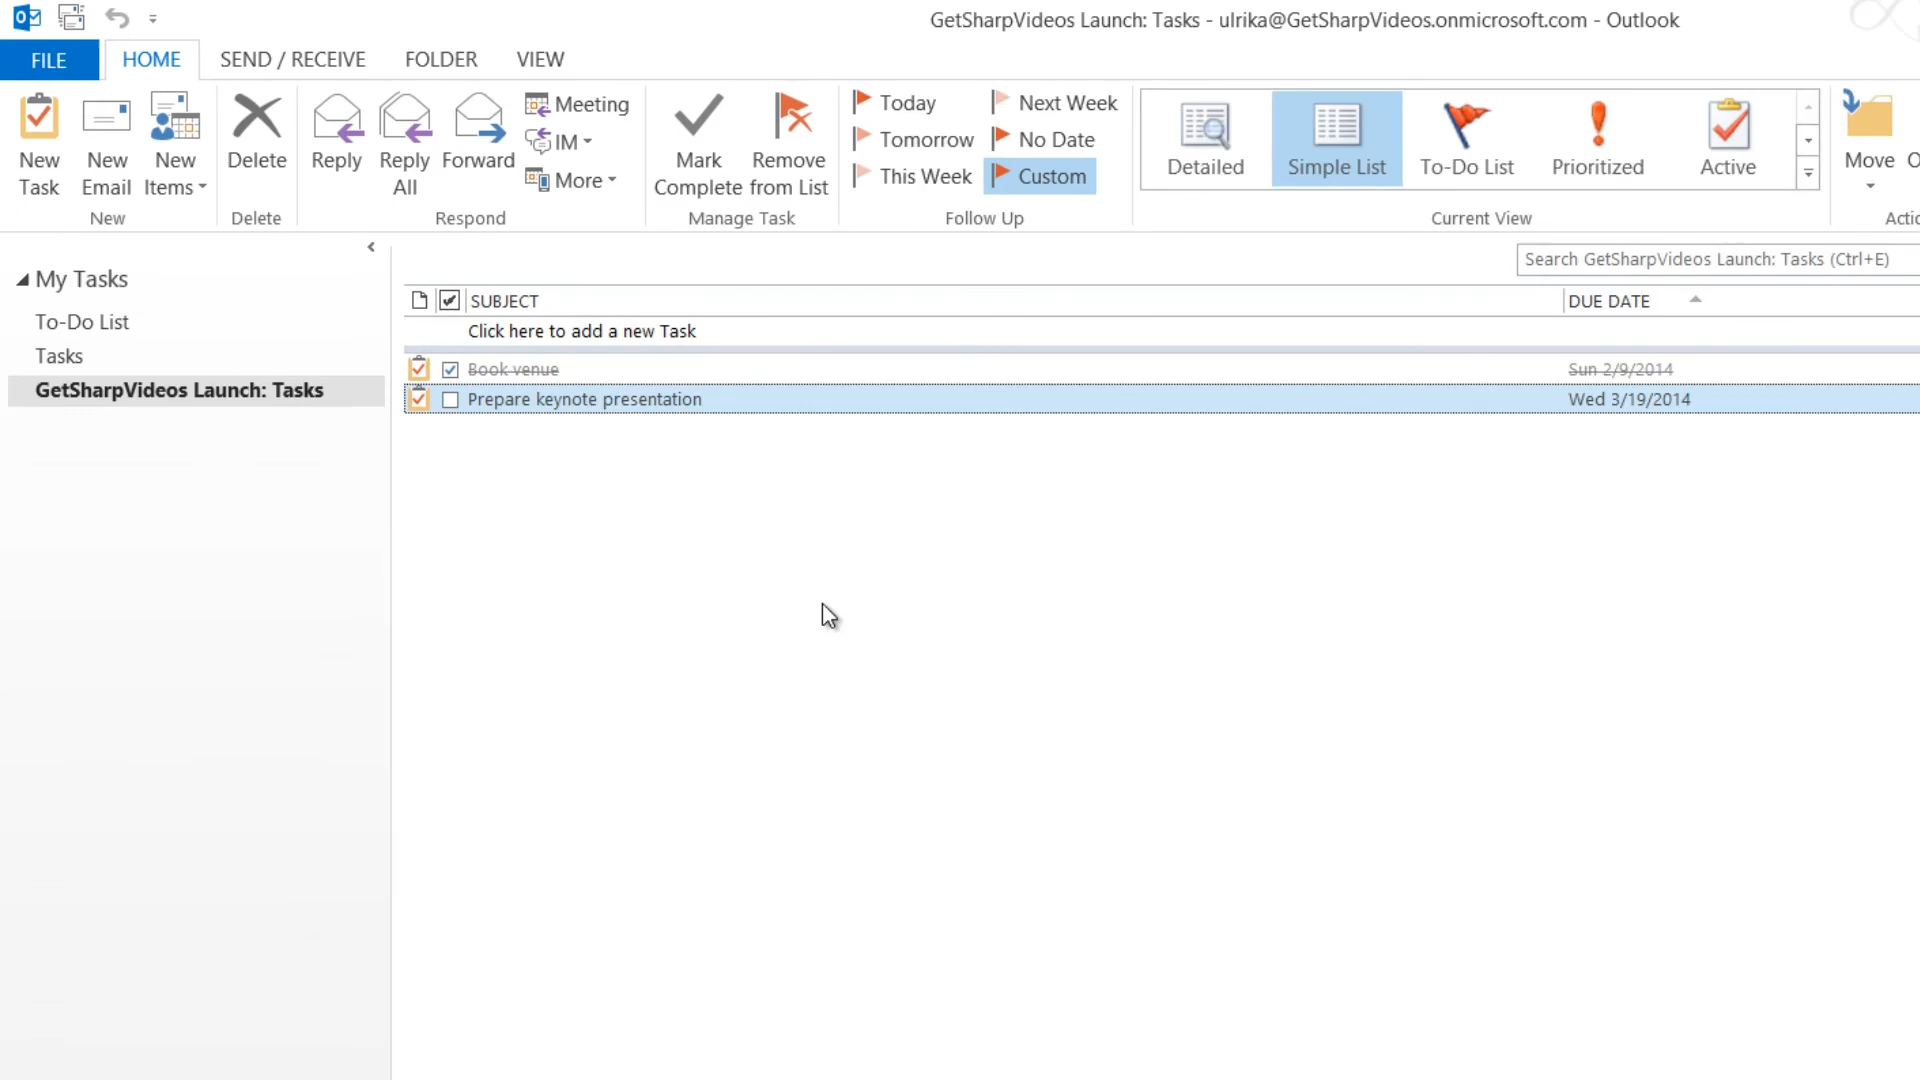 GetSharpVideos Launch: Tasks - ulrika@GetSharpVideos.onmicrosoft.com - Outlook
FILE HOME SEND / RECEIVE FOLDER VIEW
New Task
New Email
New Items
New
Delete
Delete
Reply
Reply All
Forward
Meeting
IM
More
Respond
Mark Complete
Remove from List
Manage Task
Today
Tomorrow
This Week
Next Week
No Date
Custom
Follow Up
Detailed
Simple List
To-Do List
Prioritized
Active
Current View
Move
My Tasks
To-Do List
Tasks
GetSharpVideos Launch: Tasks
Search GetSharpVideos Launch: Tasks (Ctrl+E)
SUBJECT DUE DATE
Click here to add a new Task
Book venue Sun 2/9/2014
Prepare keynote presentation Wed 3/19/2014